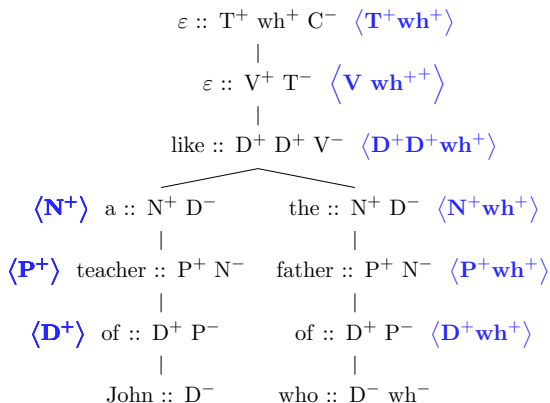 ε :: T⁺ wh⁺ C⁻ ⟨T⁺wh⁺⟩
ε :: V⁺ T⁻ ⟨V wh⁺⁺⟩
like :: D⁺ D⁺ V⁻ ⟨D⁺D⁺wh⁺⟩
⟨N⁺⟩ a :: N⁺ D⁻ the :: N⁺ D⁻ ⟨N⁺wh⁺⟩
⟨P⁺⟩ teacher :: P⁺ N⁻ father :: P⁺ N⁻ ⟨P⁺wh⁺⟩
⟨D⁺⟩ of :: D⁺ P⁻ of :: D⁺ P⁻ ⟨D⁺wh⁺⟩
John :: D⁻ who :: D⁻ wh⁻